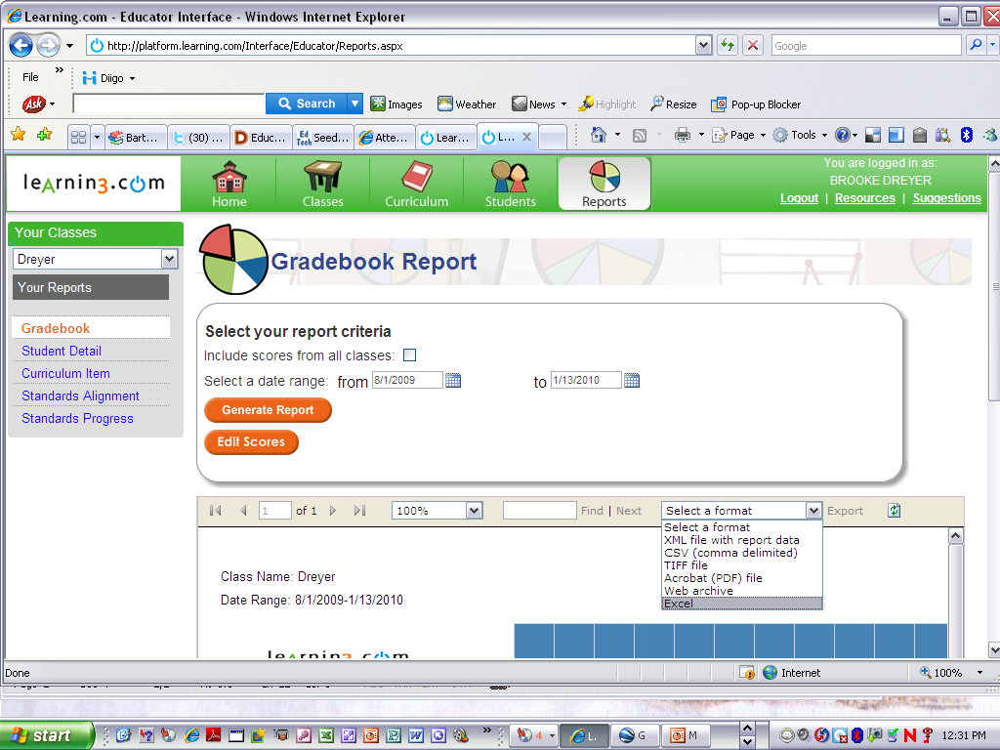 Learning.com - Educator Interface - Windows Internet Explorer
http://platform.learning.com/Interface/Educator/Reports.aspx
Google
File » Diigo
Ask Search Images Weather News Highlight Resize Pop-up Blocker
Bart... (30) ... Educ... Ed Tech Seed... Atte... Lear... L... Page Tools
learnin3.com
Home
Classes
Curriculum
Students
Reports
You are logged in as:
BROOKE DREYER
Logout | Resources | Suggestions
Your Classes
Dreyer
Your Reports
Gradebook
Student Detail
Curriculum Item
Standards Alignment
Standards Progress
Gradebook Report
Select your report criteria
Include scores from all classes:
Select a date range: from 8/1/2009 to 1/13/2010
Generate Report
Edit Scores
1 of 1 100% Find | Next Select a format Export
Select a format
XML file with report data
CSV (comma delimited)
TIFF file
Acrobat (PDF) file
Web archive
Excel
Class Name: Dreyer
Date Range: 8/1/2009-1/13/2010
learnin3.com
Done Internet 100%
start » 4 L. G M 12:31 PM